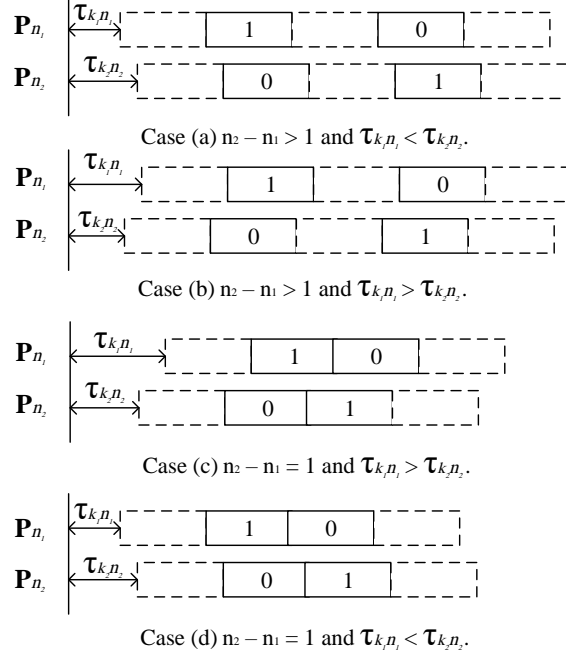 τₖ₁ₙ₁
Pₙ₁ 1 0
τₖ₂ₙ₂
Pₙ₂ 0 1
Case (a) n₂ – n₁ > 1 and τₖ₁ₙ₁ < τₖ₂ₙ₂.
τₖ₁ₙ₁
Pₙ₁ 1 0
τₖ₂ₙ₂
Pₙ₂ 0 1
Case (b) n₂ – n₁ > 1 and τₖ₁ₙ₁ > τₖ₂ₙ₂.
Pₙ₁ τₖ₁ₙ₁ 1 0
τₖ₂ₙ₂
Pₙ₂ 0 1
Case (c) n₂ – n₁ = 1 and τₖ₁ₙ₁ > τₖ₂ₙ₂.
τₖ₁ₙ₁
Pₙ₁ 1 0
τₖ₂ₙ₂
Pₙ₂ 0 1
Case (d) n₂ – n₁ = 1 and τₖ₁ₙ₁ < τₖ₂ₙ₂.